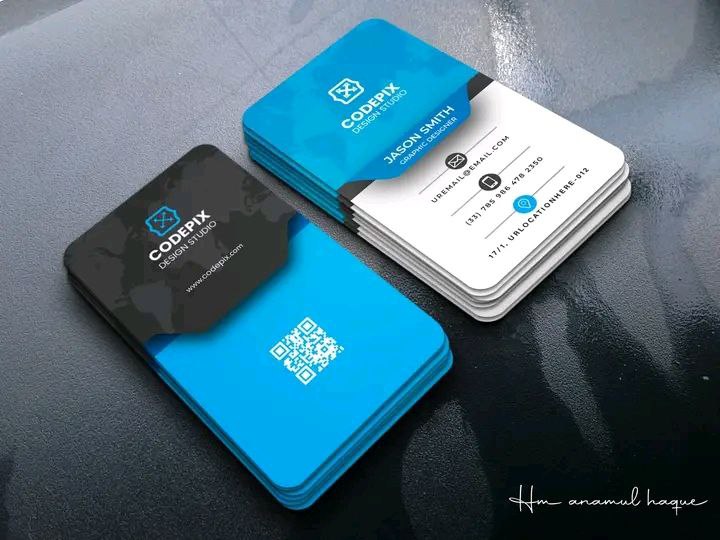 CODEPIX
DESIGN STUDIO
JASON SMITH
GRAPHIC DESIGNER
UREMAIL@EMAIL.COM
(33) 785 986 478 2350
17/1, URLOCATIONHERE-012
CODEPIX
DESIGN STUDIO
www.codepix.com
Hm anamul haque